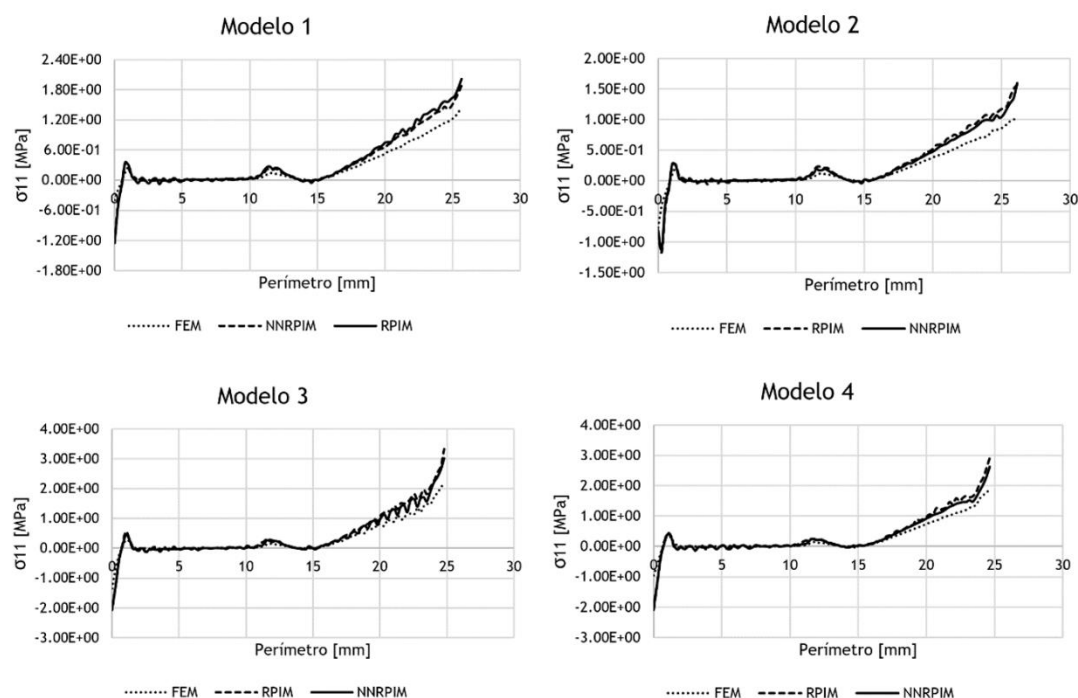 Modelo 1
2.40E+00
1.80E+00
1.20E+00
6.00E-01
0.00E+00
-6.00E-01
-1.20E+00
-1.80E+00
σ11 [MPa]
0 5 10 15 20 25 30
Perímetro [mm]
FEM NNRPIM RPIM
Modelo 2
2.00E+00
1.50E+00
1.00E+00
5.00E-01
0.00E+00
-5.00E-01
-1.00E+00
-1.50E+00
σ11 [MPa]
0 5 10 15 20 25 30
Perímetro [mm]
FEM RPIM NNRPIM
Modelo 3
4.00E+00
3.00E+00
2.00E+00
1.00E+00
0.00E+00
-1.00E+00
-2.00E+00
-3.00E+00
σ11 [MPa]
0 5 10 15 20 25 30
Perímetro [mm]
FEM RPIM NNRPIM
Modelo 4
4.00E+00
3.00E+00
2.00E+00
1.00E+00
0.00E+00
-1.00E+00
-2.00E+00
-3.00E+00
σ11 [MPa]
0 5 10 15 20 25 30
Perímetro [mm]
FEM RPIM NNRPIM